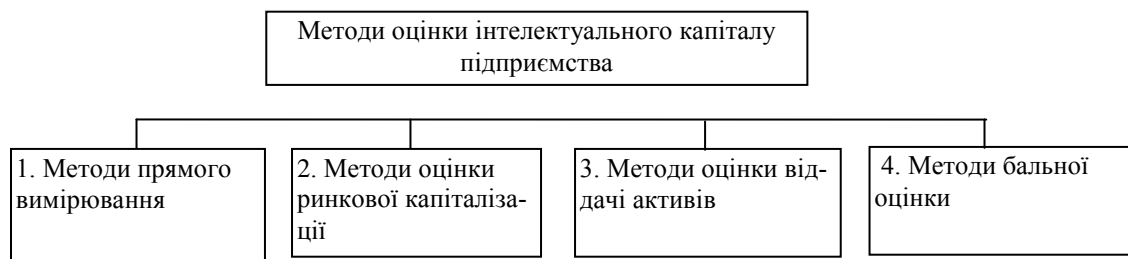 Методи оцінки інтелектуального капіталу
підприємства
1. Методи прямого
вимірювання
2. Методи оцінки
ринкової капіталіза-
ції
3. Методи оцінки від-
дачі активів
4. Методи бальної
оцінки